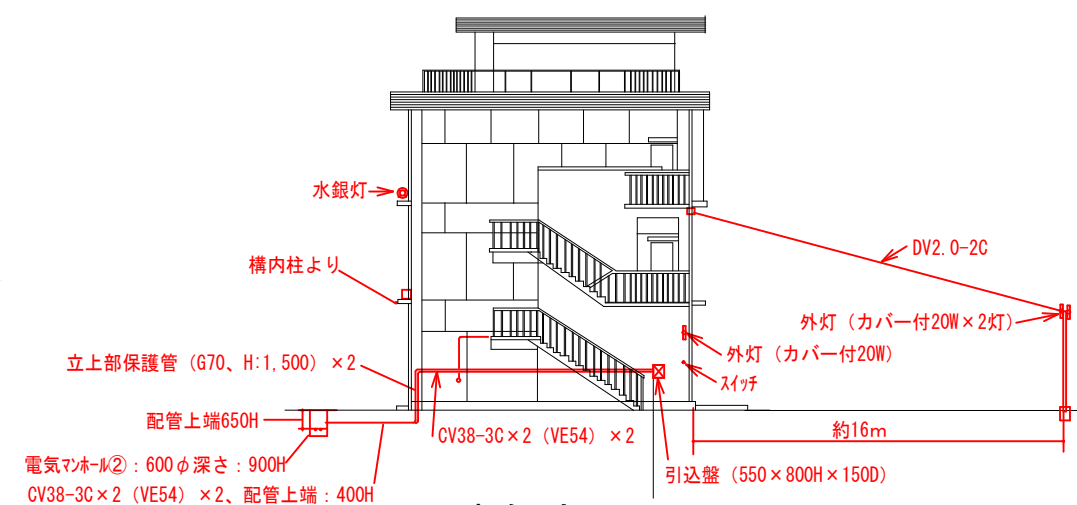 水銀灯
構内柱より
DV2.0-2C
外灯（カバー付20W×2灯）
外灯（カバー付20W）
スイッチ
立上部保護管（G70、H:1,500）×2
配管上端650H
CV38-3C×2（VE54）×2
約16m
電気マンホール②：600φ深さ：900H
引込盤（550×800H×150D）
CV38-3C×2（VE54）×2、配管上端：400H